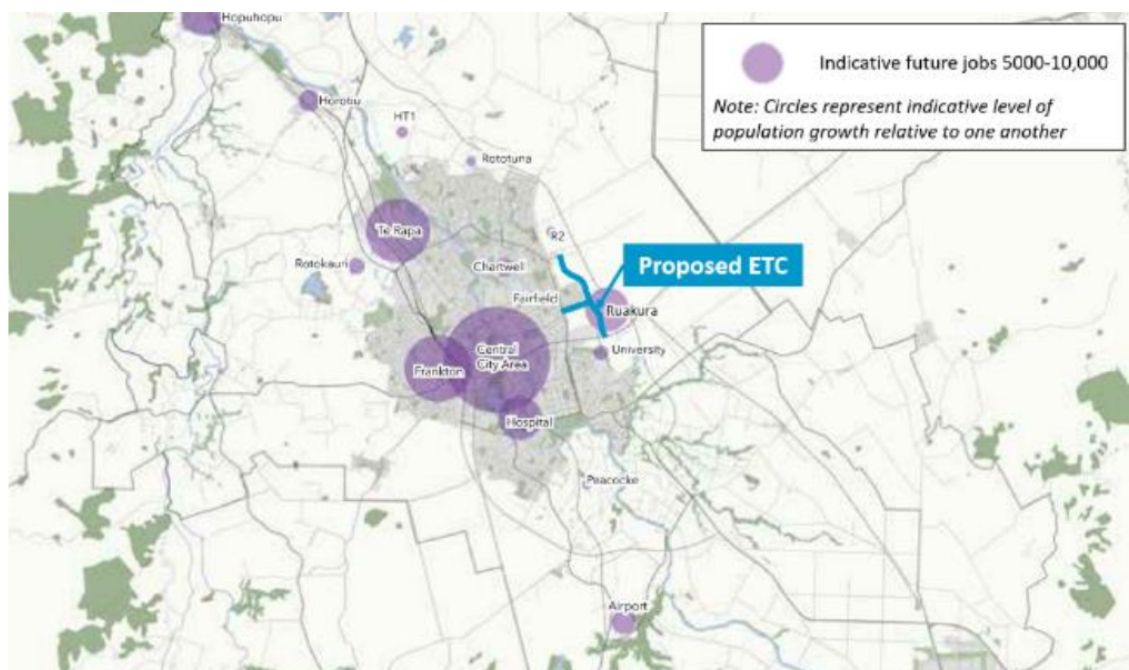 Hopuhopu
Indicative future jobs 5000-10,000
Note: Circles represent indicative level of
population growth relative to one another
Horotiu
HT1
Rototuna
Te Rapa
R2
Rotokauri
Chartwell
Proposed ETC
Fairfield
Ruakura
Central
City Area
University
Frankton
Hospital
Peacocke
Airport